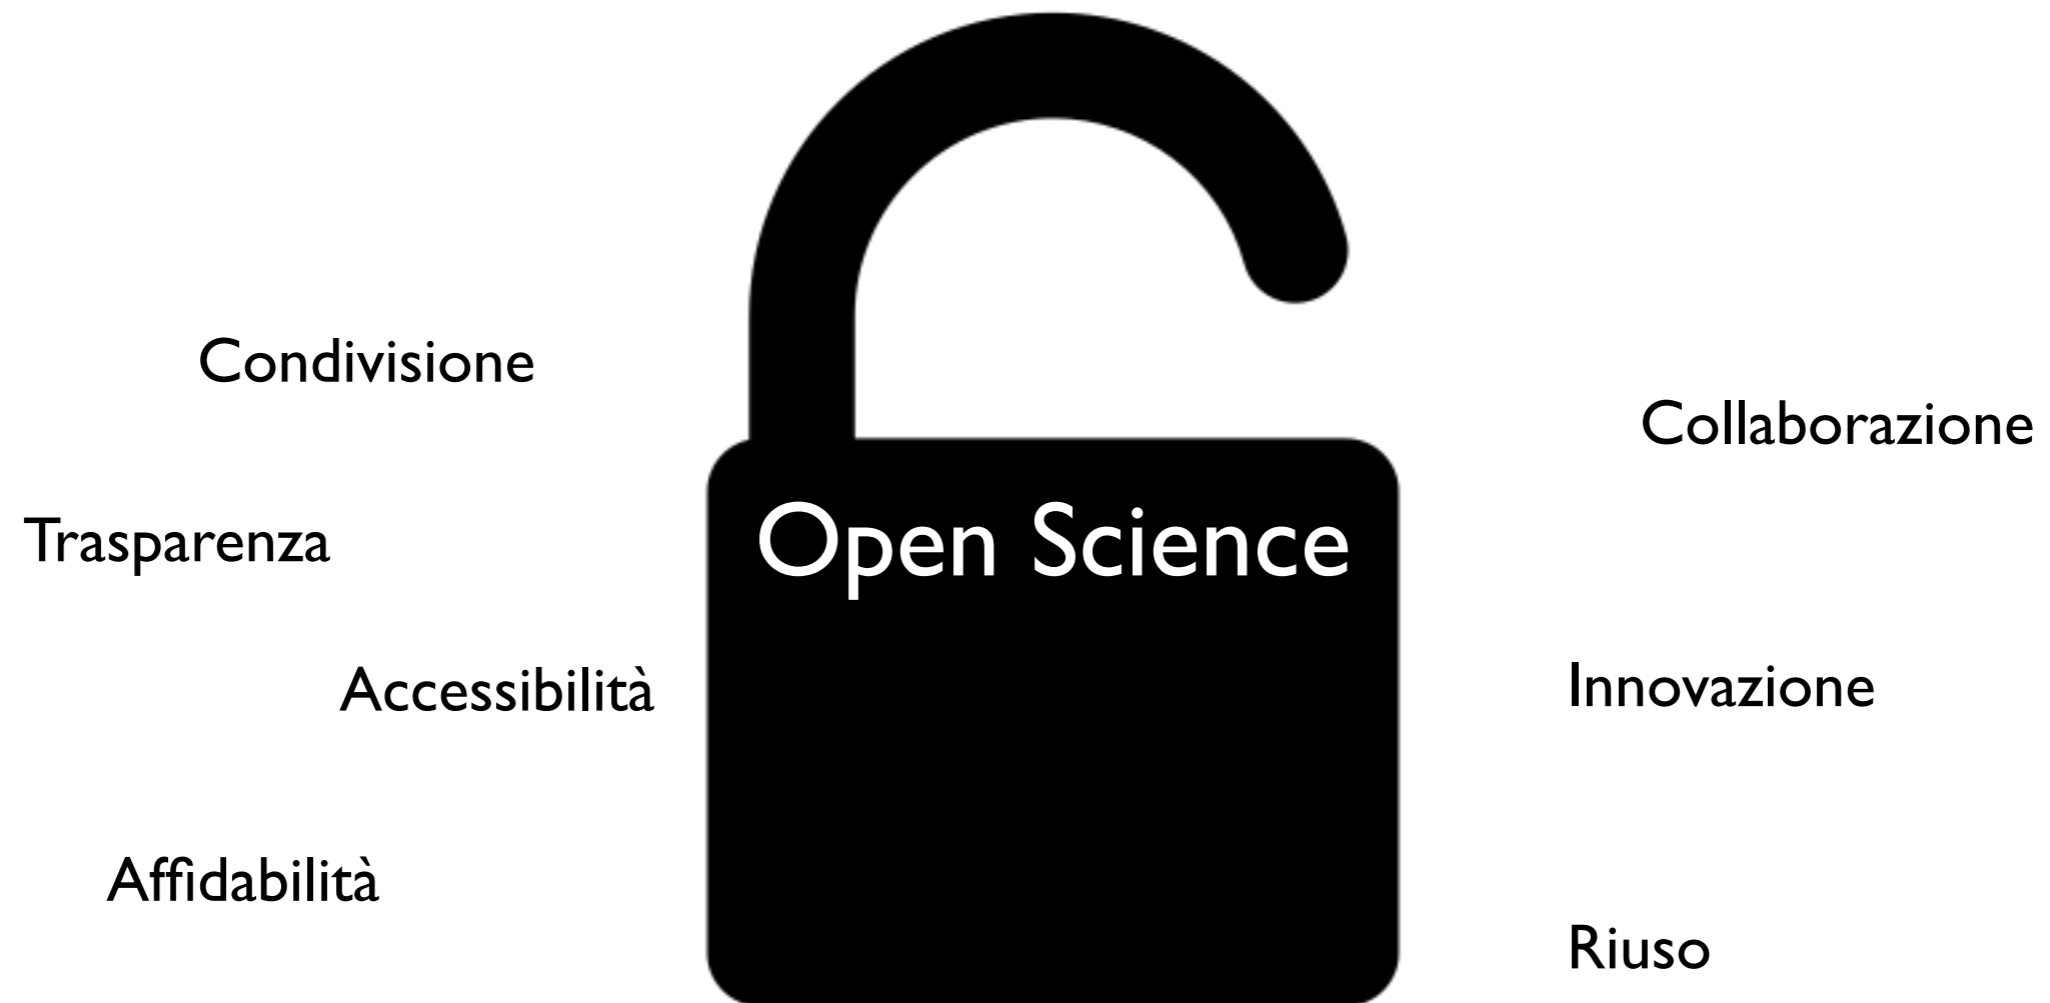 Condivisione
Collaborazione
Open Science
Trasparenza
Accessibilità
Innovazione
Affidabilità
Riuso